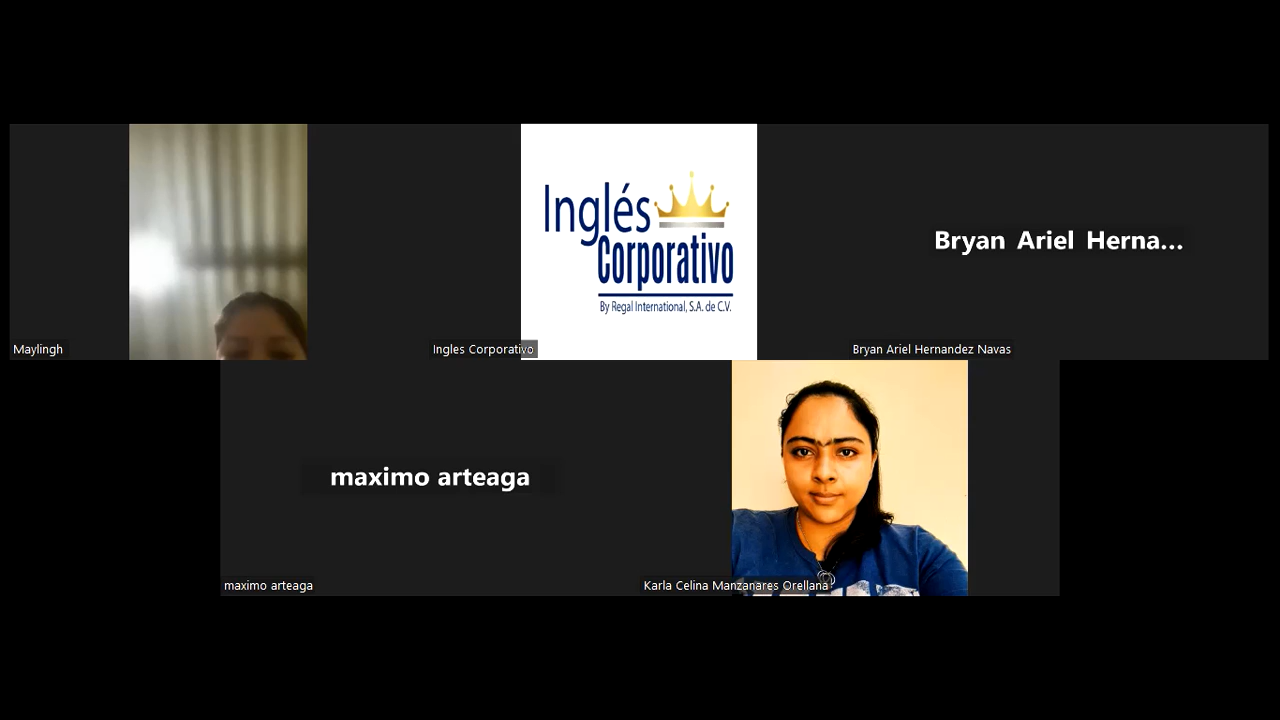 Inglés
Corporativo
By Regal International, S.A. de C.V.
Bryan Ariel Herna...
Maylingh
Ingles Corporativo
Bryan Ariel Hernandez Navas
maximo arteaga
maximo arteaga
Karla Celina Manzanares Orellana